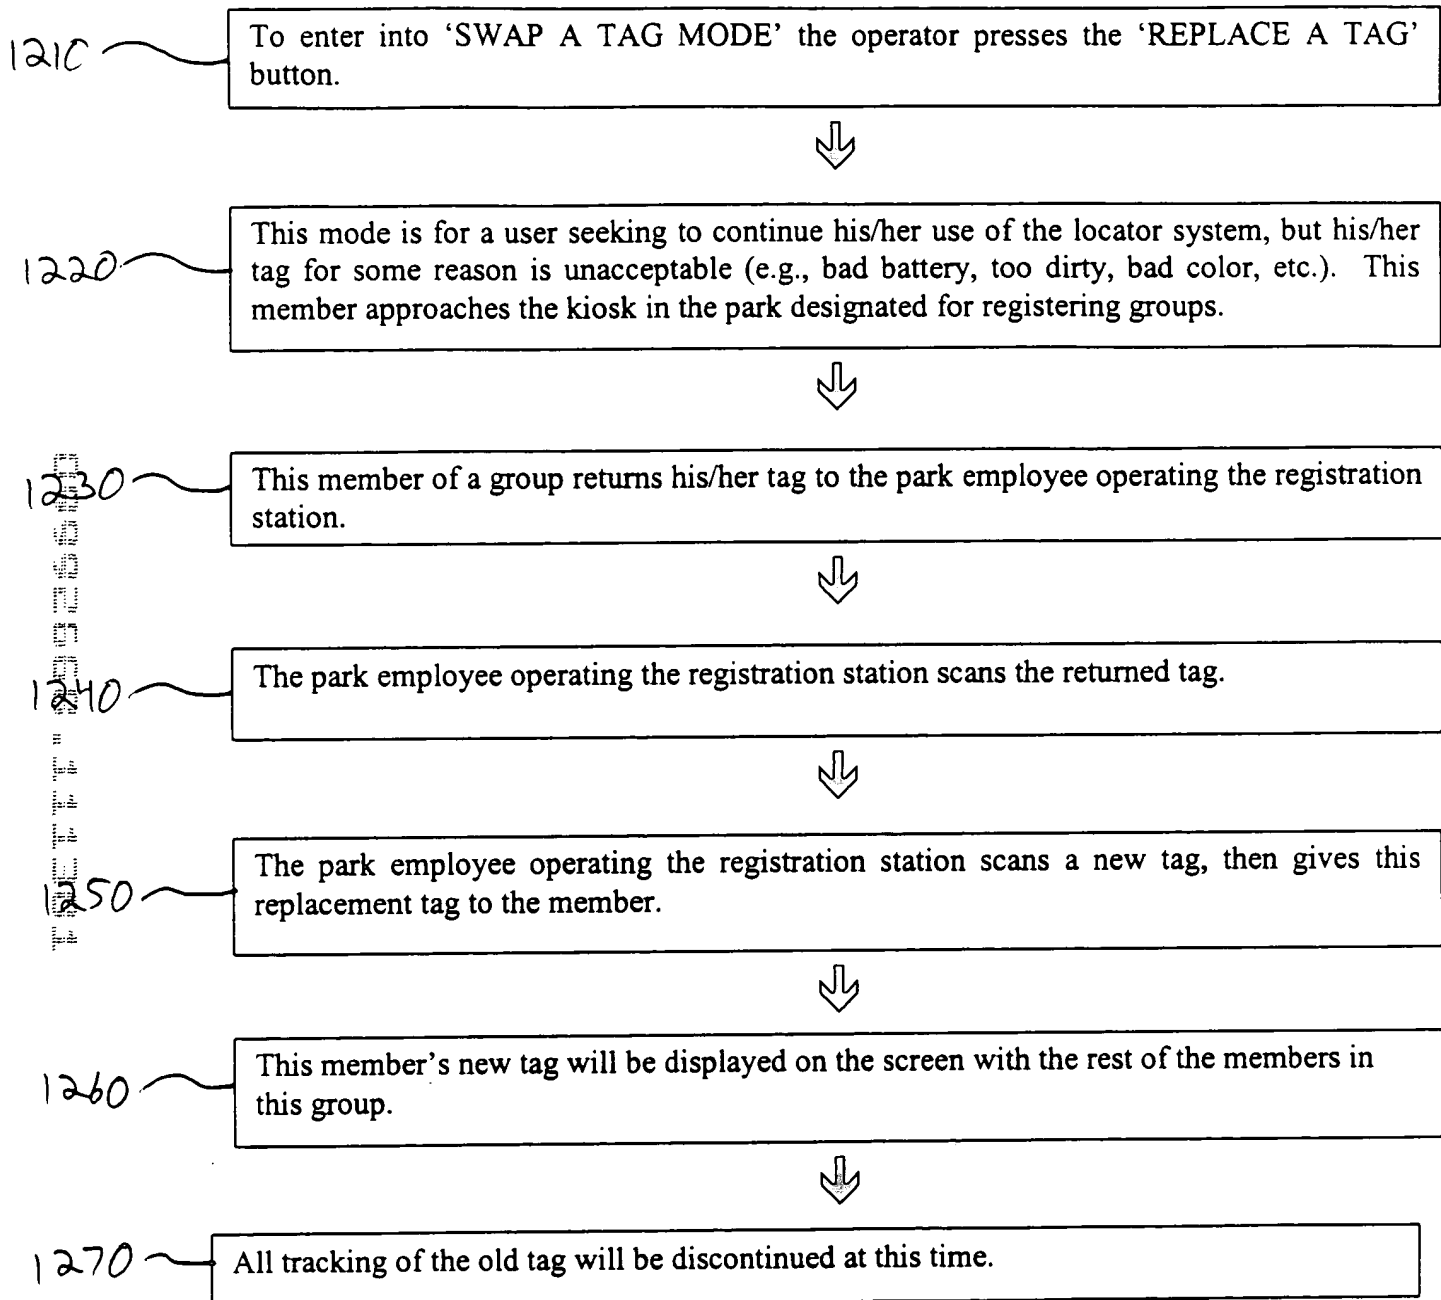 1210
To enter into ‘SWAP A TAG MODE’ the operator presses the ‘REPLACE A TAG’
button.
1220
This mode is for a user seeking to continue his/her use of the locator system, but his/her
tag for some reason is unacceptable (e.g., bad battery, too dirty, bad color, etc.). This
member approaches the kiosk in the park designated for registering groups.
1230
This member of a group returns his/her tag to the park employee operating the registration
station.
1240
The park employee operating the registration station scans the returned tag.
1250
The park employee operating the registration station scans a new tag, then gives this
replacement tag to the member.
1260
This member’s new tag will be displayed on the screen with the rest of the members in
this group.
1270
All tracking of the old tag will be discontinued at this time.